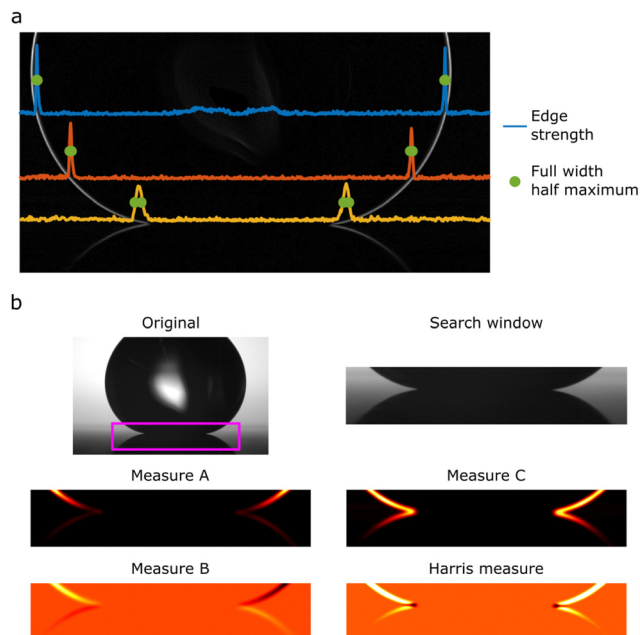 a
Edge
strength
Full width
half maximum
b
Original
Search window
Measure A
Measure C
Measure B
Harris measure